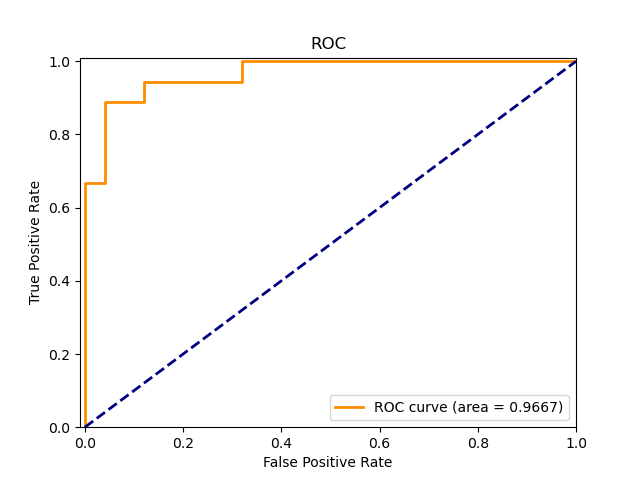 ROC
True Positive Rate
1.0
0.8
0.6
0.4
0.2
0.0
0.0 0.2 0.4 0.6 0.8 1.0
False Positive Rate
ROC curve (area = 0.9667)